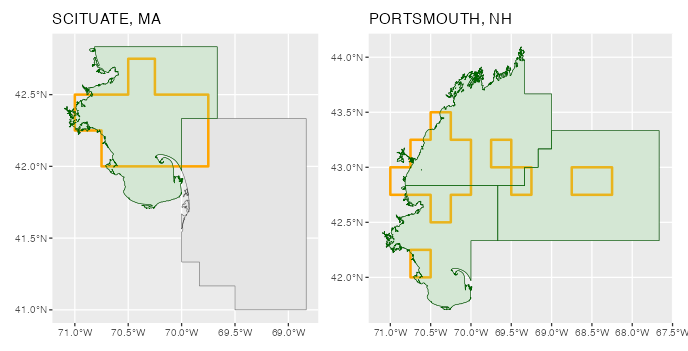 SCITUATE, MA
42.5°N
42.0°N
41.5°N
41.0°N
71.0°W 70.5°W 70.0°W 69.5°W 69.0°W
PORTSMOUTH, NH
44.0°N
43.5°N
43.0°N
42.5°N
42.0°N
71.0°W 70.5°W 70.0°W 69.5°W 69.0°W 68.5°W 68.0°W 67.5°W